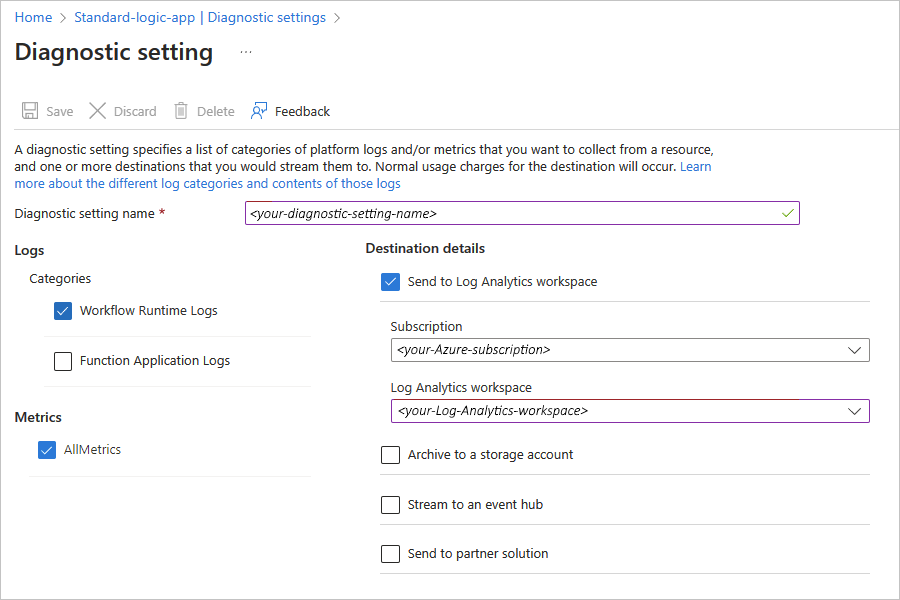 Home > Standard-logic-app | Diagnostic settings >
Diagnostic setting ...
Save Discard Delete Feedback
A diagnostic setting specifies a list of categories of platform logs and/or metrics that you want to collect from a resource,
and one or more destinations that you would stream them to. Normal usage charges for the destination will occur. Learn
more about the different log categories and contents of those logs
Diagnostic setting name *
<your-diagnostic-setting-name>
Logs
Categories
Workflow Runtime Logs
Function Application Logs
Metrics
AllMetrics
Destination details
Send to Log Analytics workspace
Subscription
<your-Azure-subscription>
Log Analytics workspace
<your-Log-Analytics-workspace>
Archive to a storage account
Stream to an event hub
Send to partner solution